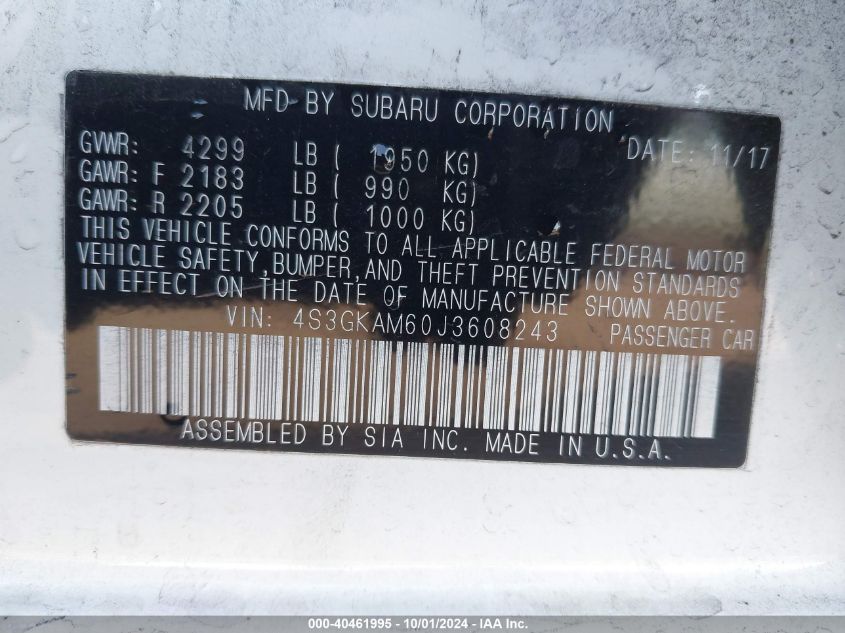 MFD BY SUBARU CORPORATION
GVWR: 4299 LB ( 1950 KG) DATE: 11/17
GAWR: F 2183 LB ( 990 KG)
GAWR: R 2205 LB ( 1000 KG)
THIS VEHICLE CONFORMS TO ALL APPLICABLE FEDERAL MOTOR
VEHICLE SAFETY, BUMPER, AND THEFT PREVENTION STANDARDS
IN EFFECT ON THE DATE OF MANUFACTURE SHOWN ABOVE.
VIN: 4S3GKAM60J3608243 PASSENGER CAR
ASSEMBLED BY SIA INC. MADE IN U.S.A.
000-40461995 - 10/01/2024 - IAA Inc.